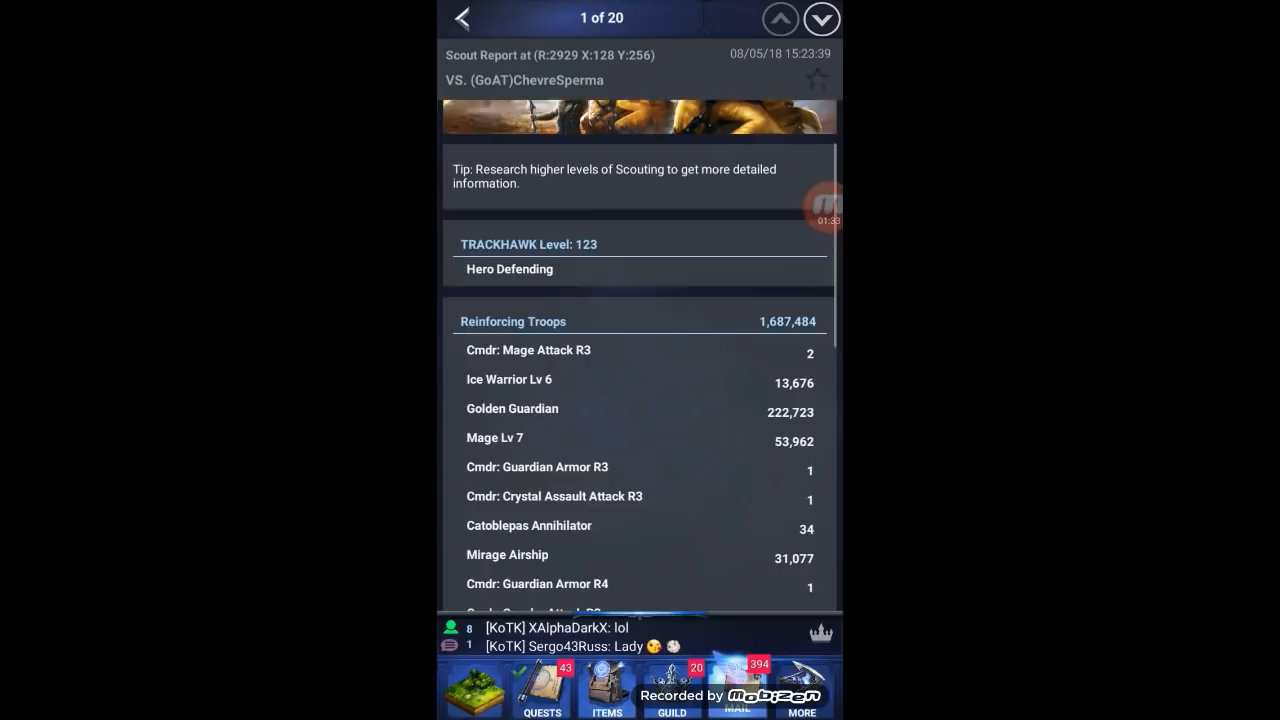 1 of 20
Scout Report at (R:2929 X:128 Y:256) 08/05/18 15:23:39
VS. (GoAT)ChevreSperma
Tip: Research higher levels of Scouting to get more detailed
information.
01:33
TRACKHAWK Level: 123
Hero Defending
Reinforcing Troops 1,687,484
Cmdr: Mage Attack R3 2
Ice Warrior Lv 6 13,676
Golden Guardian 222,723
Mage Lv 7 53,962
Cmdr: Guardian Armor R3 1
Cmdr: Crystal Assault Attack R3 1
Catoblepas Annihilator 34
Mirage Airship 31,077
Cmdr: Guardian Armor R4 1
8 [KoTK] XAlphaDarkX: lol
1 [KoTK] Sergo43Russ: Lady 😘
43 20 394
Recorded by Mobizen
QUESTS ITEMS GUILD MAIL MORE